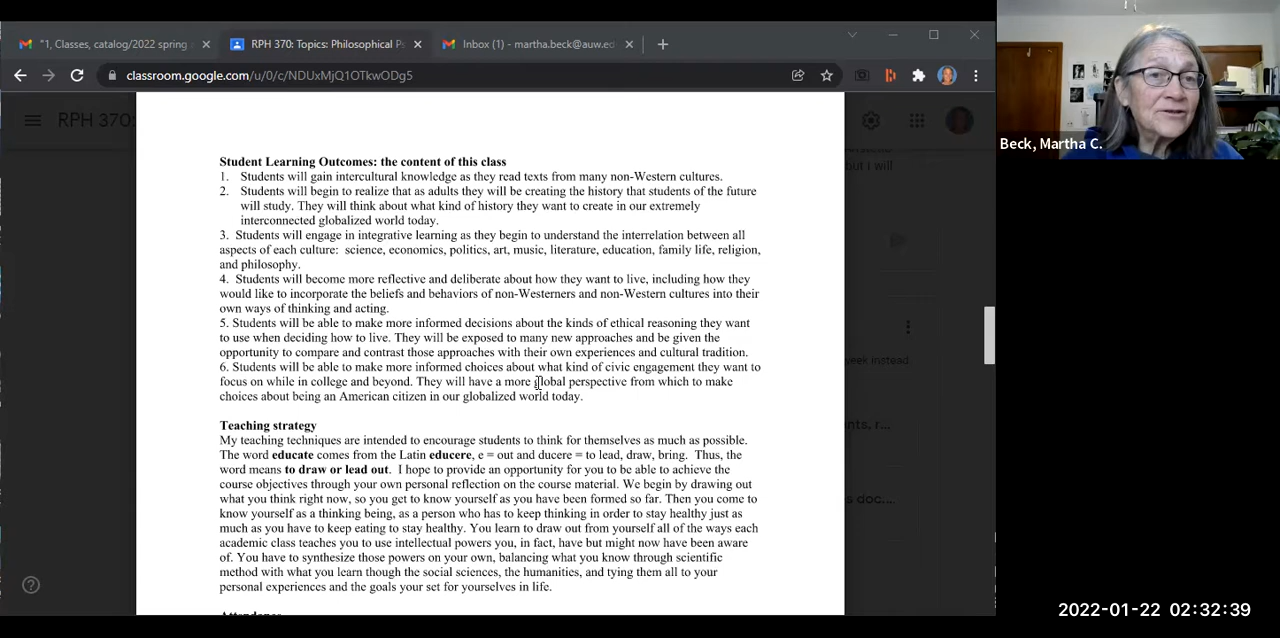 "1, Classes, catalog/2022 spring
RPH 370: Topics: Philosophical Pe
Inbox (1) - martha.beck@auw.ed
classroom.google.com/u/0/c/NDUxMjQ1OTkwODg5
RPH 370:
but I will
Beck, Martha C.
Student Learning Outcomes: the content of this class
1. Students will gain intercultural knowledge as they read texts from many non-Western cultures.
2. Students will begin to realize that as adults they will be creating the history that students of the future
will study. They will think about what kind of history they want to create in our extremely
interconnected globalized world today.
3. Students will engage in integrative learning as they begin to understand the interrelation between all
aspects of each culture: science, economics, politics, art, music, literature, education, family life, religion,
and philosophy.
4. Students will become more reflective and deliberate about how they want to live, including how they
would like to incorporate the beliefs and behaviors of non-Westerners and non-Western cultures into their
own ways of thinking and acting.
5. Students will be able to make more informed decisions about the kinds of ethical reasoning they want
to use when deciding how to live. They will be exposed to many new approaches and be given the
opportunity to compare and contrast those approaches with their own experiences and cultural tradition.
6. Students will be able to make more informed choices about what kind of civic engagement they want to
focus on while in college and beyond. They will have a more global perspective from which to make
choices about being an American citizen in our globalized world today.
week instead.
nts, r...
s doc....
Teaching strategy
My teaching techniques are intended to encourage students to think for themselves as much as possible.
The word educate comes from the Latin educere, e = out and ducere = to lead, draw, bring. Thus, the
word means to draw or lead out. I hope to provide an opportunity for you to be able to achieve the
course objectives through your own personal reflection on the course material. We begin by drawing out
what you think right now, so you get to know yourself as you have been formed so far. Then you come to
know yourself as a thinking being, as a person who has to keep thinking in order to stay healthy just as
much as you have to keep eating to stay healthy. You learn to draw out from yourself all of the ways each
academic class teaches you to use intellectual powers you, in fact, have but might now have been aware
of. You have to synthesize those powers on your own, balancing what you know through scientific
method with what you learn though the social sciences, the humanities, and tying them all to your
personal experiences and the goals your set for yourselves in life.
2022-01-22 02:32:39